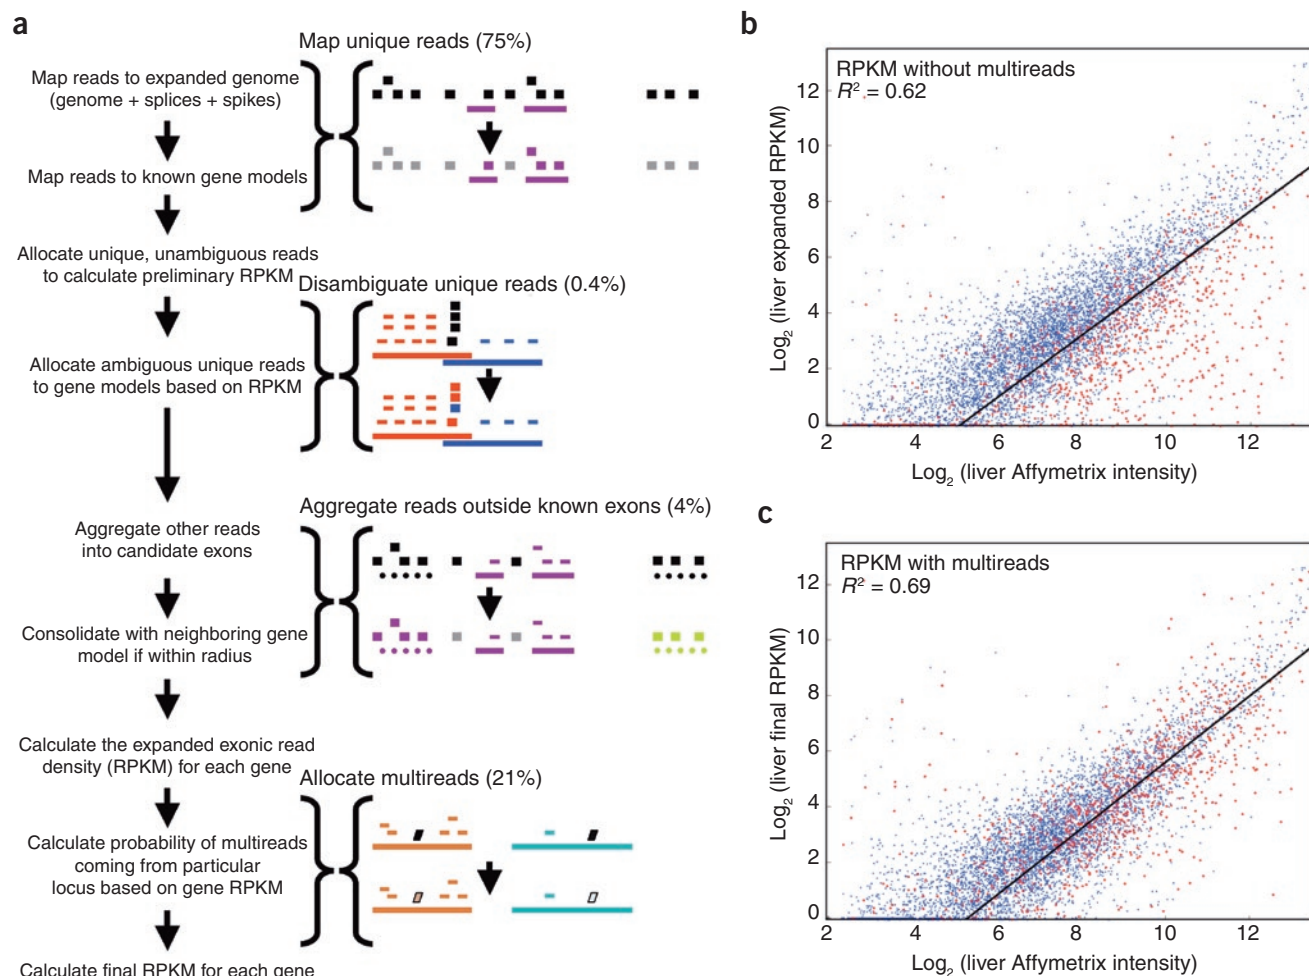 a
Map unique reads (75%)
Map reads to expanded genome
(genome + splices + spikes)
Map reads to known gene models
Allocate unique, unambiguous reads
to calculate preliminary RPKM
Disambiguate unique reads (0.4%)
Allocate ambiguous unique reads
to gene models based on RPKM
Aggregate reads outside known exons (4%)
Aggregate other reads
into candidate exons
Consolidate with neighboring gene
model if within radius
Calculate the expanded exonic read
density (RPKM) for each gene
Allocate multireads (21%)
Calculate probability of multireads
coming from particular
locus based on gene RPKM
Calculate final RPKM for each gene
b
RPKM without multireads
R² = 0.62
Log₂ (liver expanded RPKM)
12
10
8
6
4
2
0
2 4 6 8 10 12
Log₂ (liver Affymetrix intensity)
c
RPKM with multireads
R² = 0.69
Log₂ (liver final RPKM)
12
10
8
6
4
2
0
2 4 6 8 10 12
Log₂ (liver Affymetrix intensity)